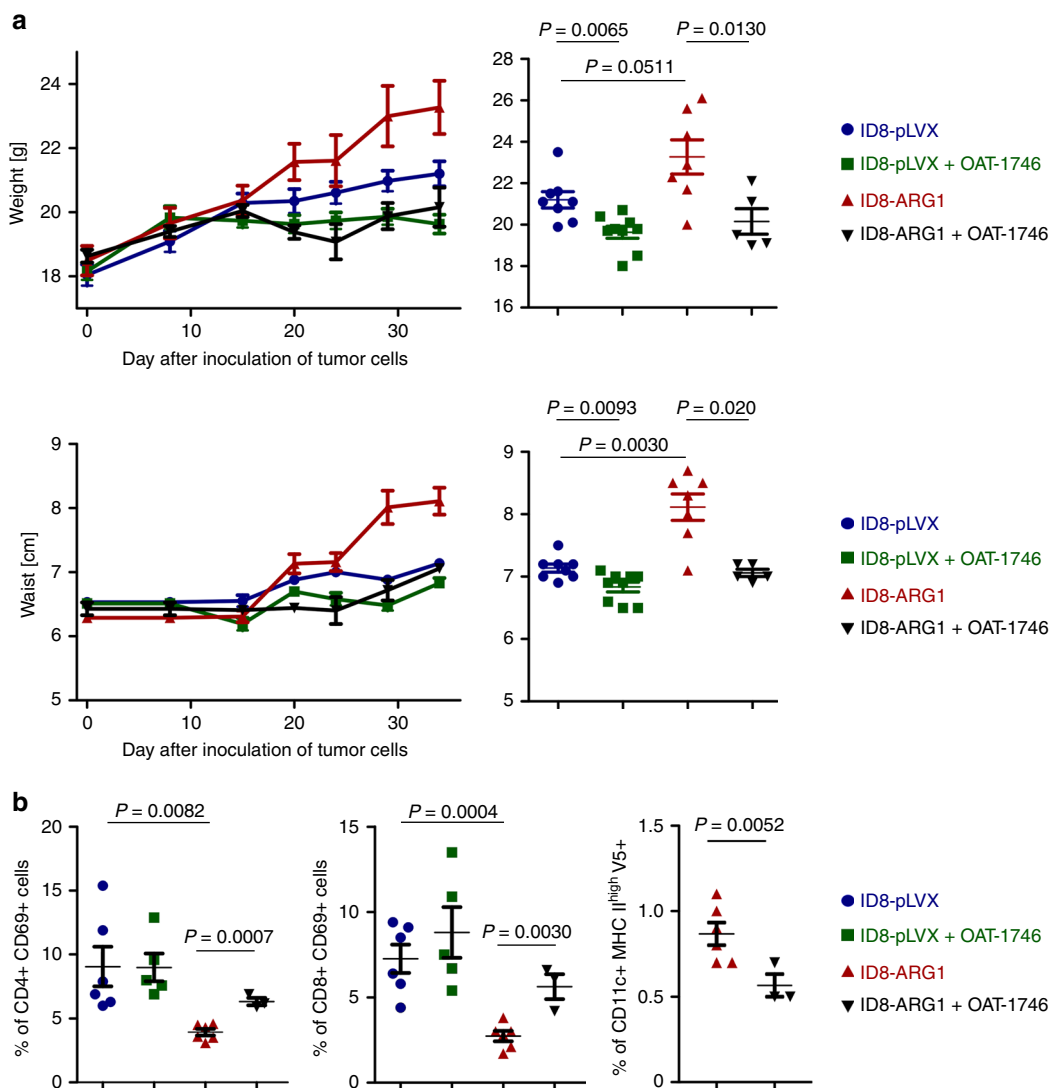 a
P = 0.0065
P = 0.0130
P = 0.0511
Weight [g]
24
22
20
18
0
10
20
30
Day after inoculation of tumor cells
28
26
24
22
20
18
16
ID8-pLVX
ID8-pLVX + OAT-1746
ID8-ARG1
ID8-ARG1 + OAT-1746
P = 0.0093
P = 0.020
P = 0.0030
Waist [cm]
9
8
7
6
5
0
10
20
30
Day after inoculation of tumor cells
9
8
7
6
5
ID8-pLVX
ID8-pLVX + OAT-1746
ID8-ARG1
ID8-ARG1 + OAT-1746
b
P = 0.0082
P = 0.0007
% of CD4+ CD69+ cells
20
15
10
5
0
P = 0.0004
P = 0.0030
% of CD8+ CD69+ cells
15
10
5
0
P = 0.0052
% of CD11c+ MHC II^high V5+
1.5
1.0
0.5
0
ID8-pLVX
ID8-pLVX + OAT-1746
ID8-ARG1
ID8-ARG1 + OAT-1746